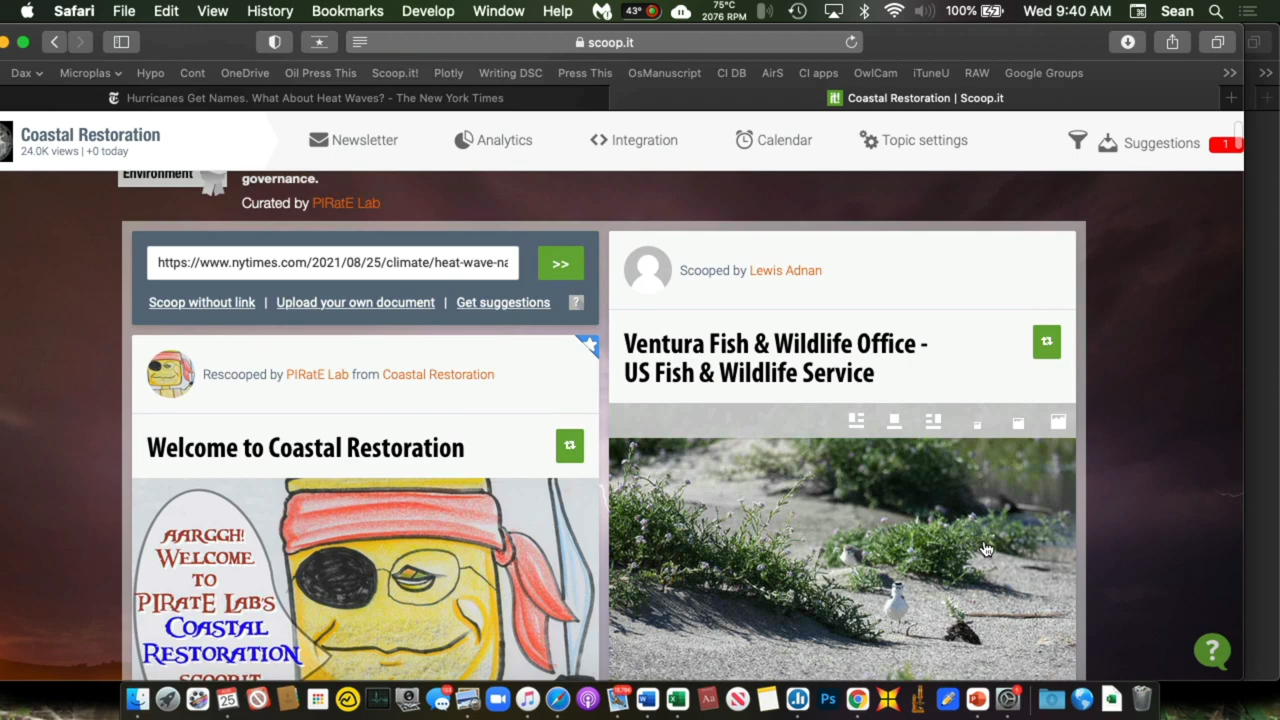 Safari File Edit View History Bookmarks Develop Window Help 43° 75°C 2076 RPM 100% Wed 9:40 AM Sean
scoop.it
Dax Microplas Hypo Cont OneDrive Oil Press This Scoop.it! Plotly Writing DSC Press This OsManuscript CI DB AirS CI apps OwlCam iTuneU RAW Google Groups >> >>
Hurricanes Get Names. What About Heat Waves? - The New York Times
it! Coastal Restoration | Scoop.it
Coastal Restoration
24.0K views | +0 today
Newsletter Analytics Integration Calendar Topic settings Suggestions 1
Environment
governance.
Curated by PIRatE Lab
https://www.nytimes.com/2021/08/25/climate/heat-wave-na
>>
Scoop without link | Upload your own document | Get suggestions ?
Rescooped by PIRatE Lab from Coastal Restoration
Welcome to Coastal Restoration
AARGGH!
WELCOME
TO
PIRATE LAB'S
COASTAL
RESTORATION
SCOOPIT
Scooped by Lewis Adnan
Ventura Fish & Wildlife Office -
US Fish & Wildlife Service
?
25 Aa Ps